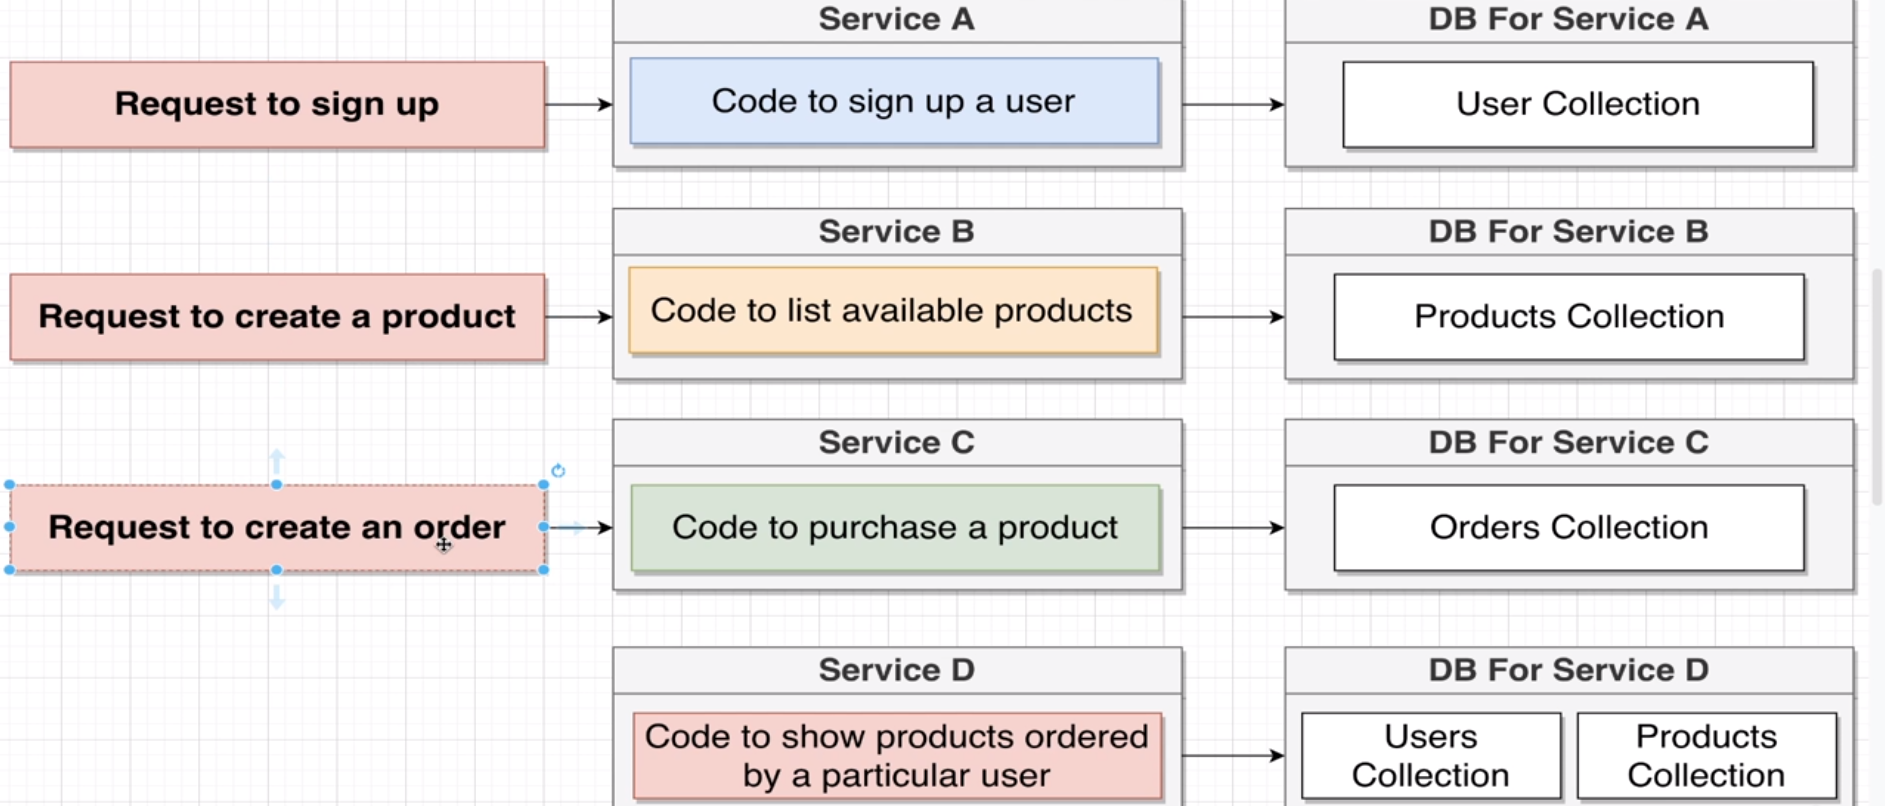 Service A
DB For Service A
Request to sign up
Code to sign up a user
User Collection
Service B
DB For Service B
Request to create a product
Code to list available products
Products Collection
Service C
DB For Service C
Request to create an order
Code to purchase a product
Orders Collection
Service D
DB For Service D
Code to show products ordered
by a particular user
Users
Collection
Products
Collection